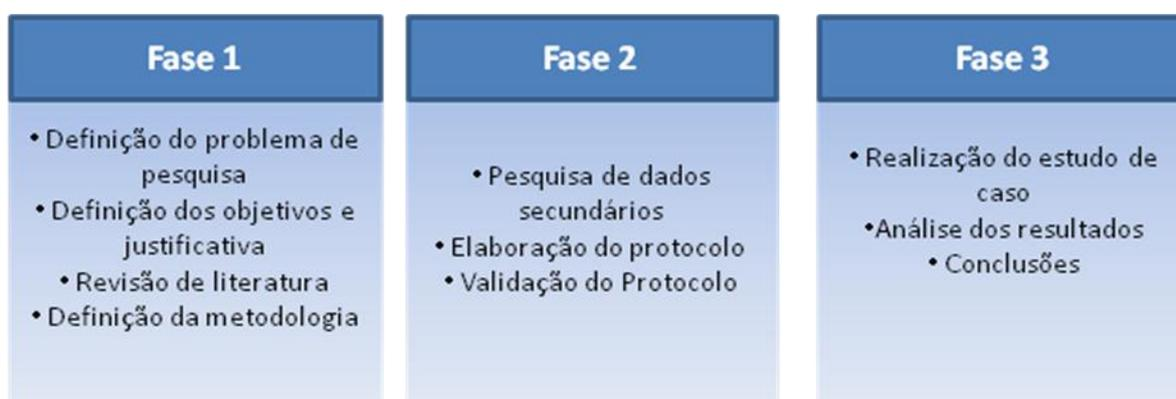 Fase 1
• Definição do problema de
pesquisa
• Definição dos objetivos e
justificativa
• Revisão de literatura
• Definição da metodologia
Fase 2
• Pesquisa de dados
secundários
• Elaboração do protocolo
• Validação do Protocolo
Fase 3
• Realização do estudo de
caso
•Análise dos resultados
• Conclusões